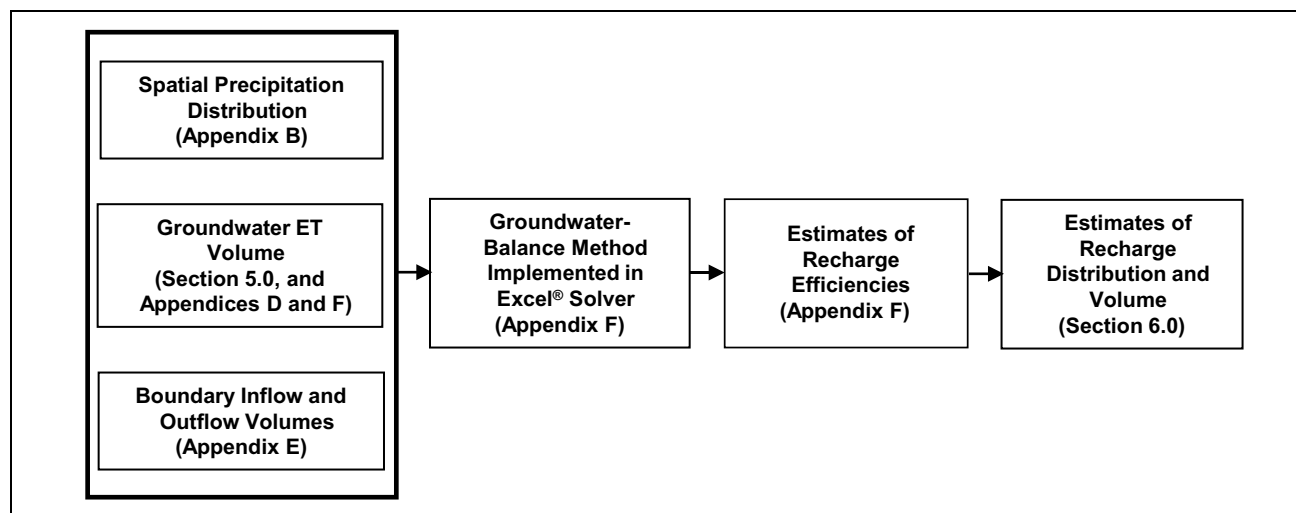 Spatial Precipitation
Distribution
(Appendix B)
Groundwater ET
Volume
(Section 5.0, and
Appendices D and F)
Boundary Inflow and
Outflow Volumes
(Appendix E)
Groundwater-
Balance Method
Implemented in
Excel® Solver
(Appendix F)
Estimates of
Recharge
Efficiencies
(Appendix F)
Estimates of
Recharge
Distribution and
Volume
(Section 6.0)